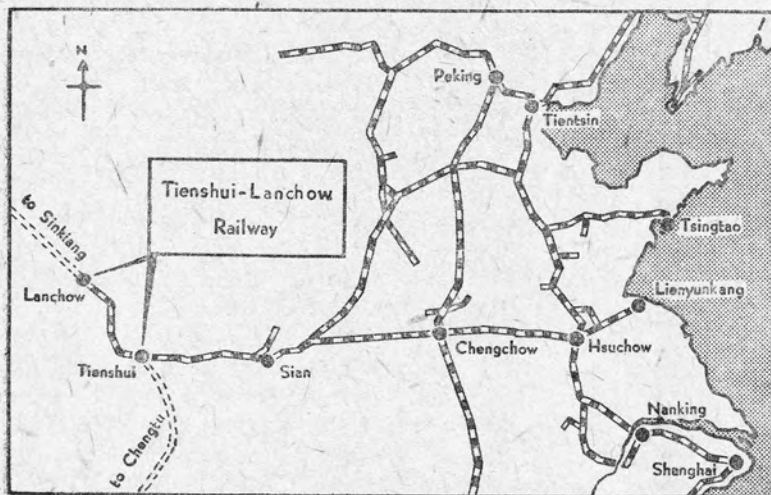 N
Peking
Tientsin
Tienshui-Lanchow
Railway
to Sinkiang
Tsingtao
Lanchow
Lienyunkang
Tienshui
Sian
Chengchow
Hsuchow
to Chengtu
Nanking
Shanghai